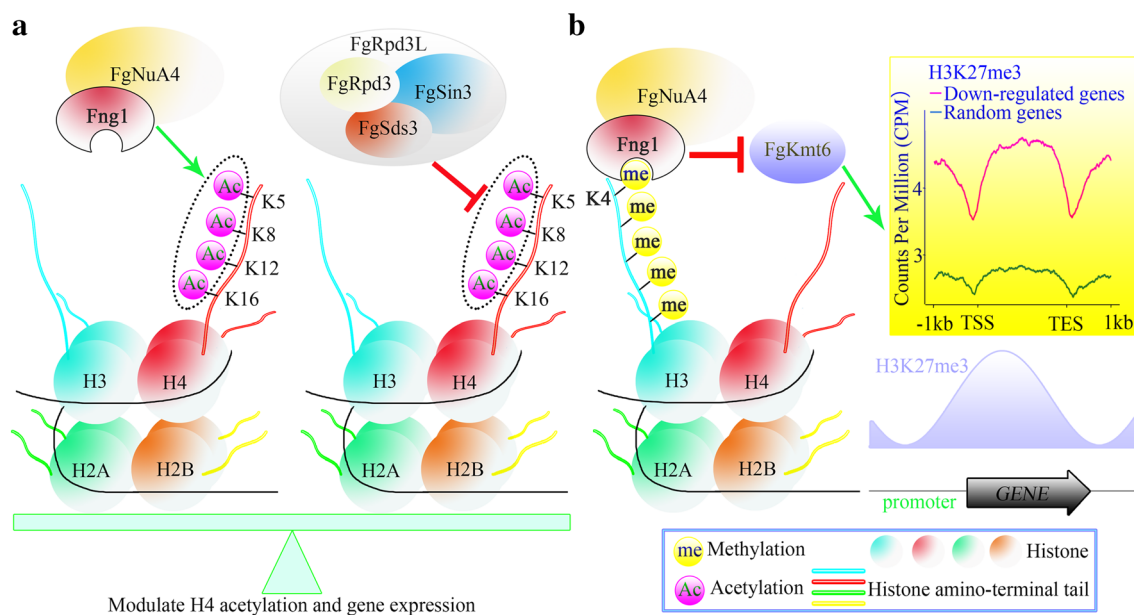 a
FgNuA4
Fng1
Ac
Ac
Ac
Ac
K5
K8
K12
K16
H3
H4
H2A
H2B
FgRpd3L
FgRpd3
FgSin3
FgSds3
Ac
Ac
Ac
Ac
K5
K8
K12
K16
H3
H4
H2A
H2B
Modulate H4 acetylation and gene expression
b
FgNuA4
Fng1
FgKmt6
K4
me
me
me
me
me
H3
H4
H2A
H2B
H3K27me3
Down-regulated genes
Random genes
Counts Per Million (CPM)
4
3
-1kb
TSS
TES
1kb
H3K27me3
promoter
GENE
me Methylation
Histone
Ac Acetylation
Histone amino-terminal tail